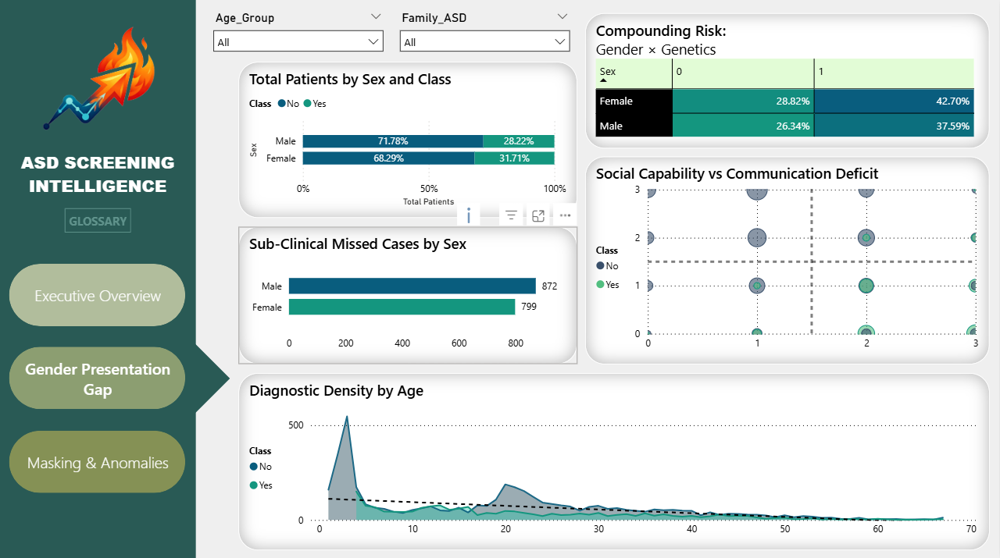 ASD SCREENING
INTELLIGENCE
GLOSSARY
Executive Overview
Gender Presentation
Gap
Masking & Anomalies
Age_Group
All
Family_ASD
All
Total Patients by Sex and Class
Class No Yes
Sex
Male 71.78% 28.22%
Female 68.29% 31.71%
0% 50% 100%
Total Patients
Sub-Clinical Missed Cases by Sex
Male 872
Female 799
0 200 400 600 800
Compounding Risk:
Gender × Genetics
Sex 0 1
Female 28.82% 42.70%
Male 26.34% 37.59%
Social Capability vs Communication Deficit
Class
No
Yes
3
2
1
0
0 1 2 3
Diagnostic Density by Age
Class
No
Yes
500
0
0 10 20 30 40 50 60 70